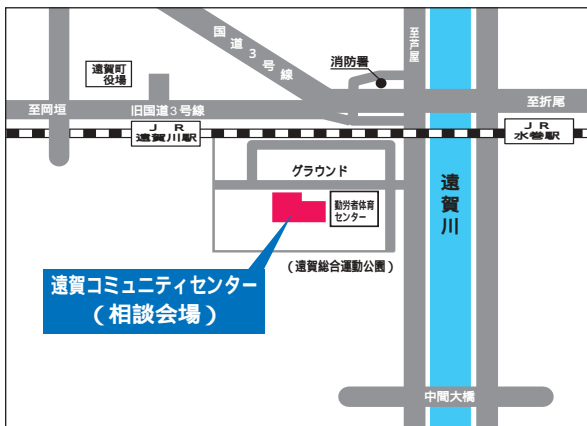 国道3号線
消防署
至芦屋
遠賀町
役場
至岡垣
旧国道3号線
至折尾
JR
遠賀川駅
JR
水巻駅
グラウンド
遠賀川
勤労者体育
センター
(遠賀総合運動公園)
遠賀コミュニティセンター
(相談会場)
中間大橋